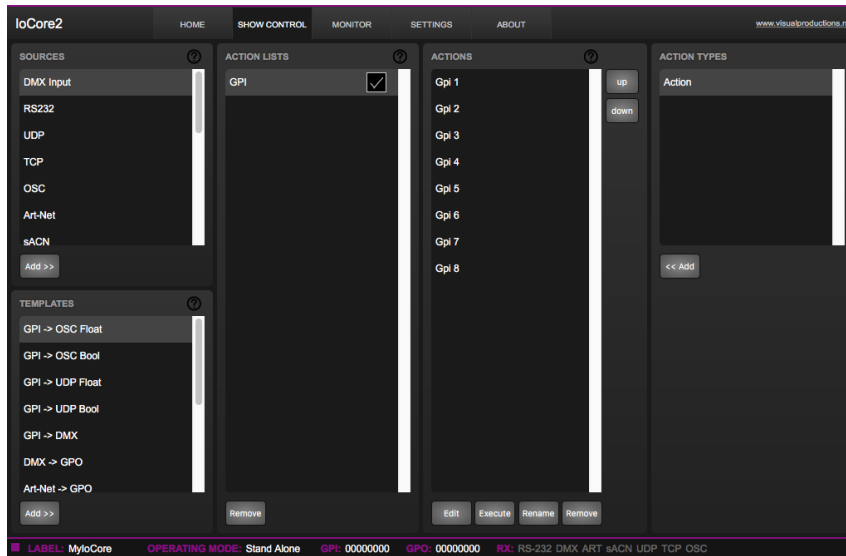 IoCore2
HOME
SHOW CONTROL
MONITOR
SETTINGS
ABOUT
www.visualproductions.n
SOURCES
?
DMX Input
RS232
UDP
TCP
OSC
Art-Net
sACN
Add >>
TEMPLATES
?
GPI -> OSC Float
GPI -> OSC Bool
GPI -> UDP Float
GPI -> UDP Bool
GPI -> DMX
DMX -> GPO
Art-Net -> GPO
Add >>
ACTION LISTS
?
GPI
Remove
ACTIONS
?
Gpi 1
Gpi 2
Gpi 3
Gpi 4
Gpi 5
Gpi 6
Gpi 7
Gpi 8
up
down
Edit
Execute
Rename
Remove
ACTION TYPES
Action
<< Add
LABEL: MyIoCore OPERATING MODE: Stand Alone GPI: 00000000 GPO: 00000000 RX: RS-232 DMX ART sACN UDP TCP OSC